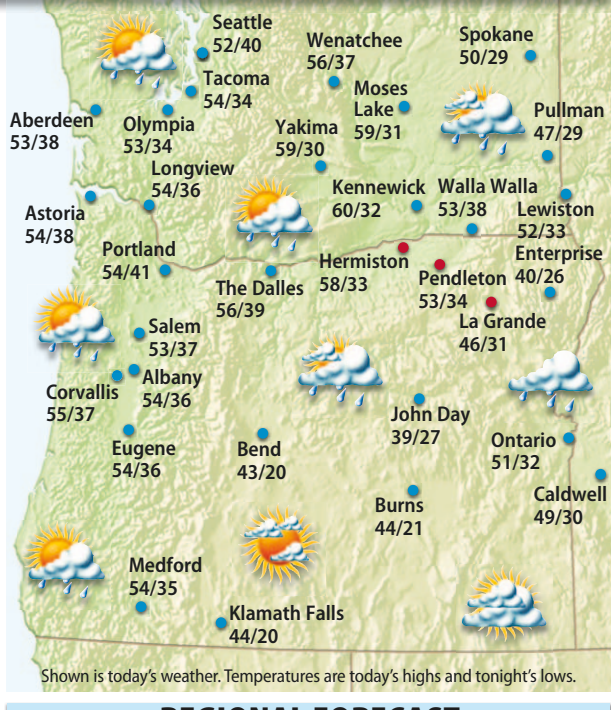 Seattle
52/40
Wenatchee
56/37
Spokane
50/29
Tacoma
54/34
Moses
Lake
59/31
Aberdeen
53/38
Olympia
53/34
Yakima
59/30
Pullman
47/29
Longview
54/36
Kennewick
60/32
Walla Walla
53/38
Lewiston
52/33
Astoria
54/38
Portland
54/41
The Dalles
56/39
Hermiston
58/33
Pendleton
53/34
Enterprise
40/26
La Grande
46/31
Salem
53/37
Corvallis
55/37
Albany
54/36
John Day
39/27
Eugene
54/36
Bend
43/20
Ontario
51/32
Burns
44/21
Caldwell
49/30
Medford
54/35
Klamath Falls
44/20
Shown is today's weather. Temperatures are today's highs and tonight's lows.
REGIONAL FORECAST